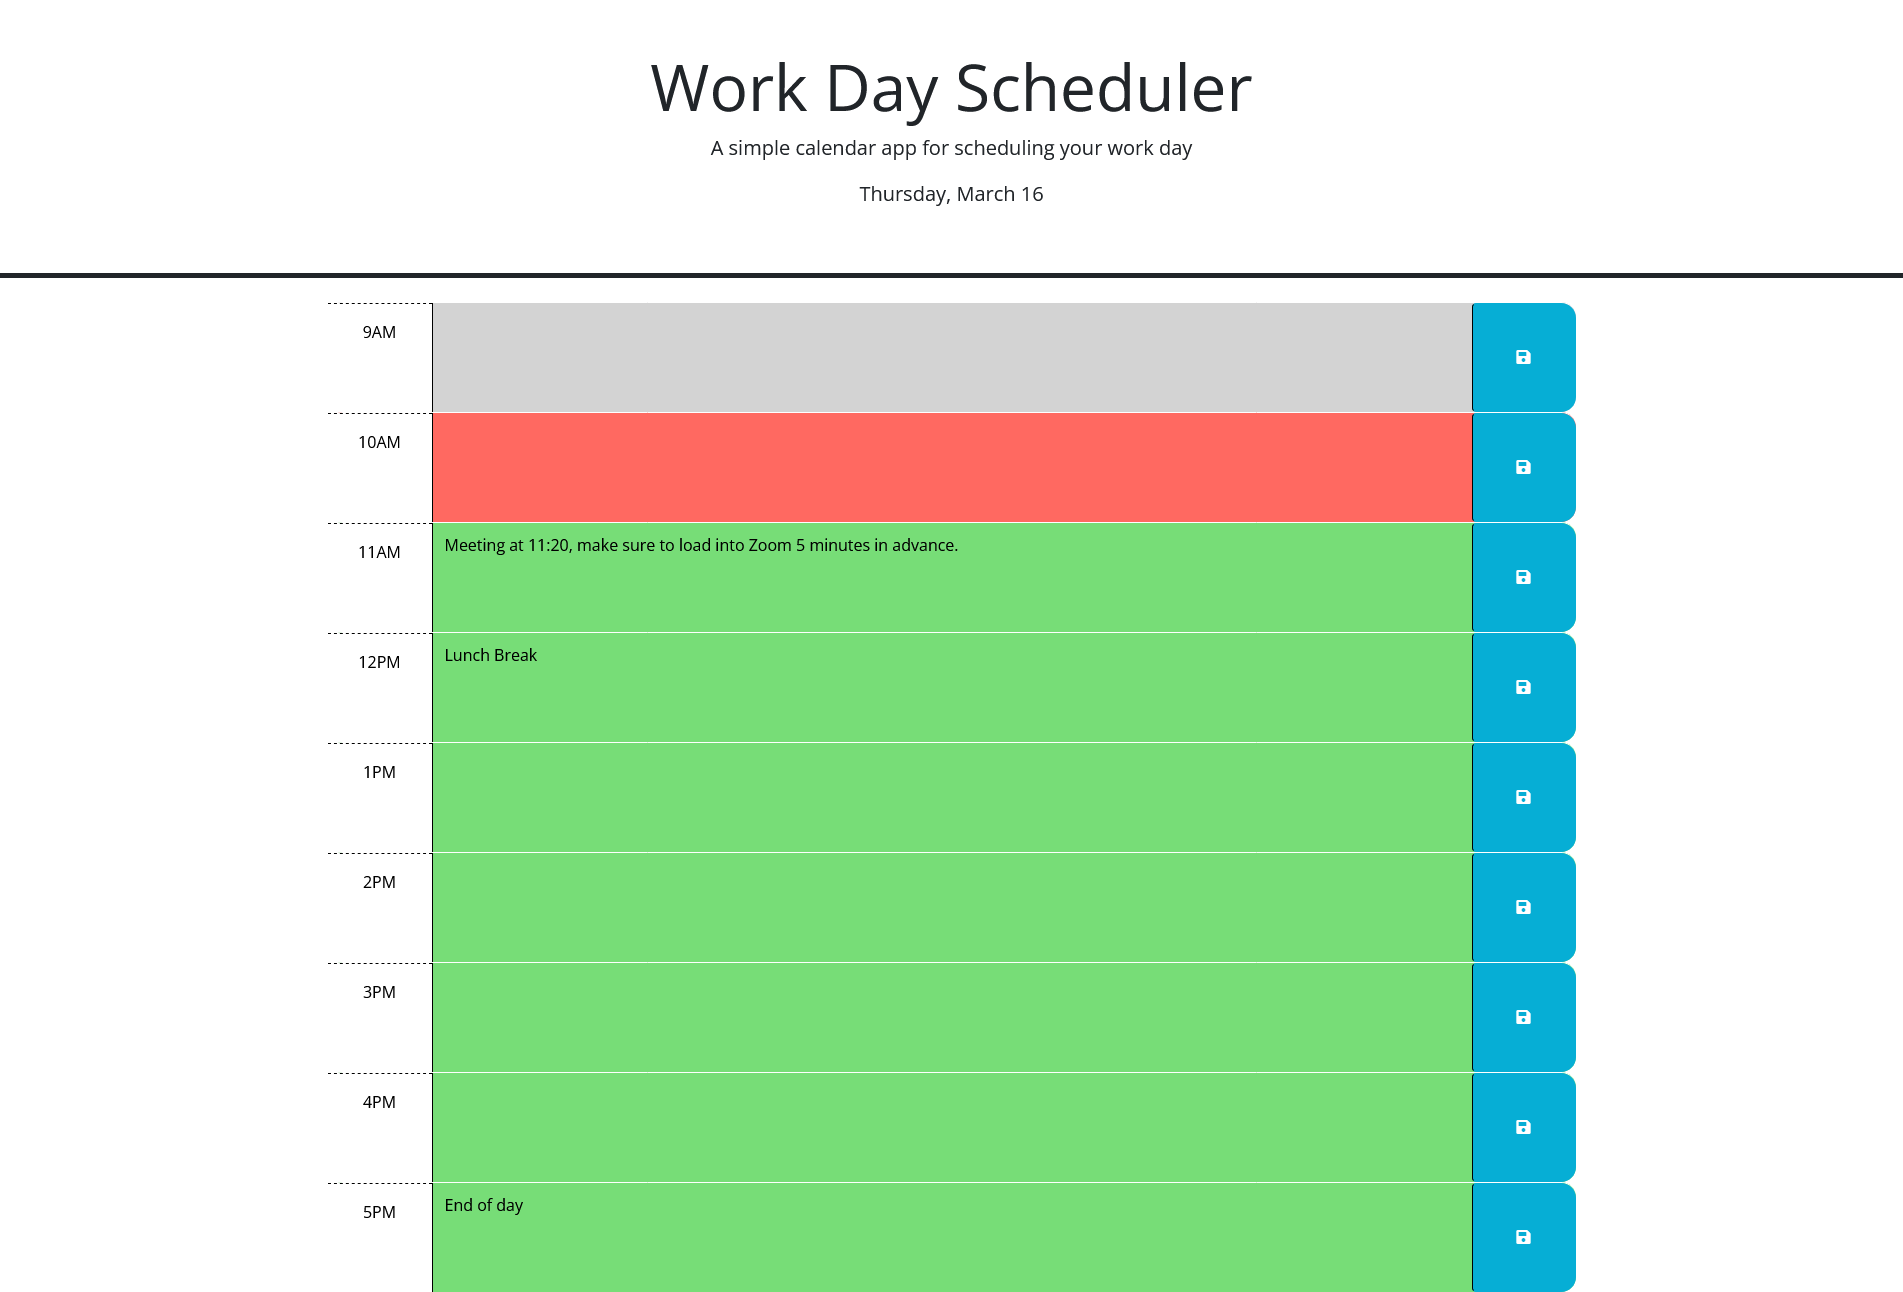 Work Day Scheduler
A simple calendar app for scheduling your work day
Thursday, March 16
9AM
10AM
11AM
Meeting at 11:20, make sure to load into Zoom 5 minutes in advance.
12PM
Lunch Break
1PM
2PM
3PM
4PM
5PM
End of day